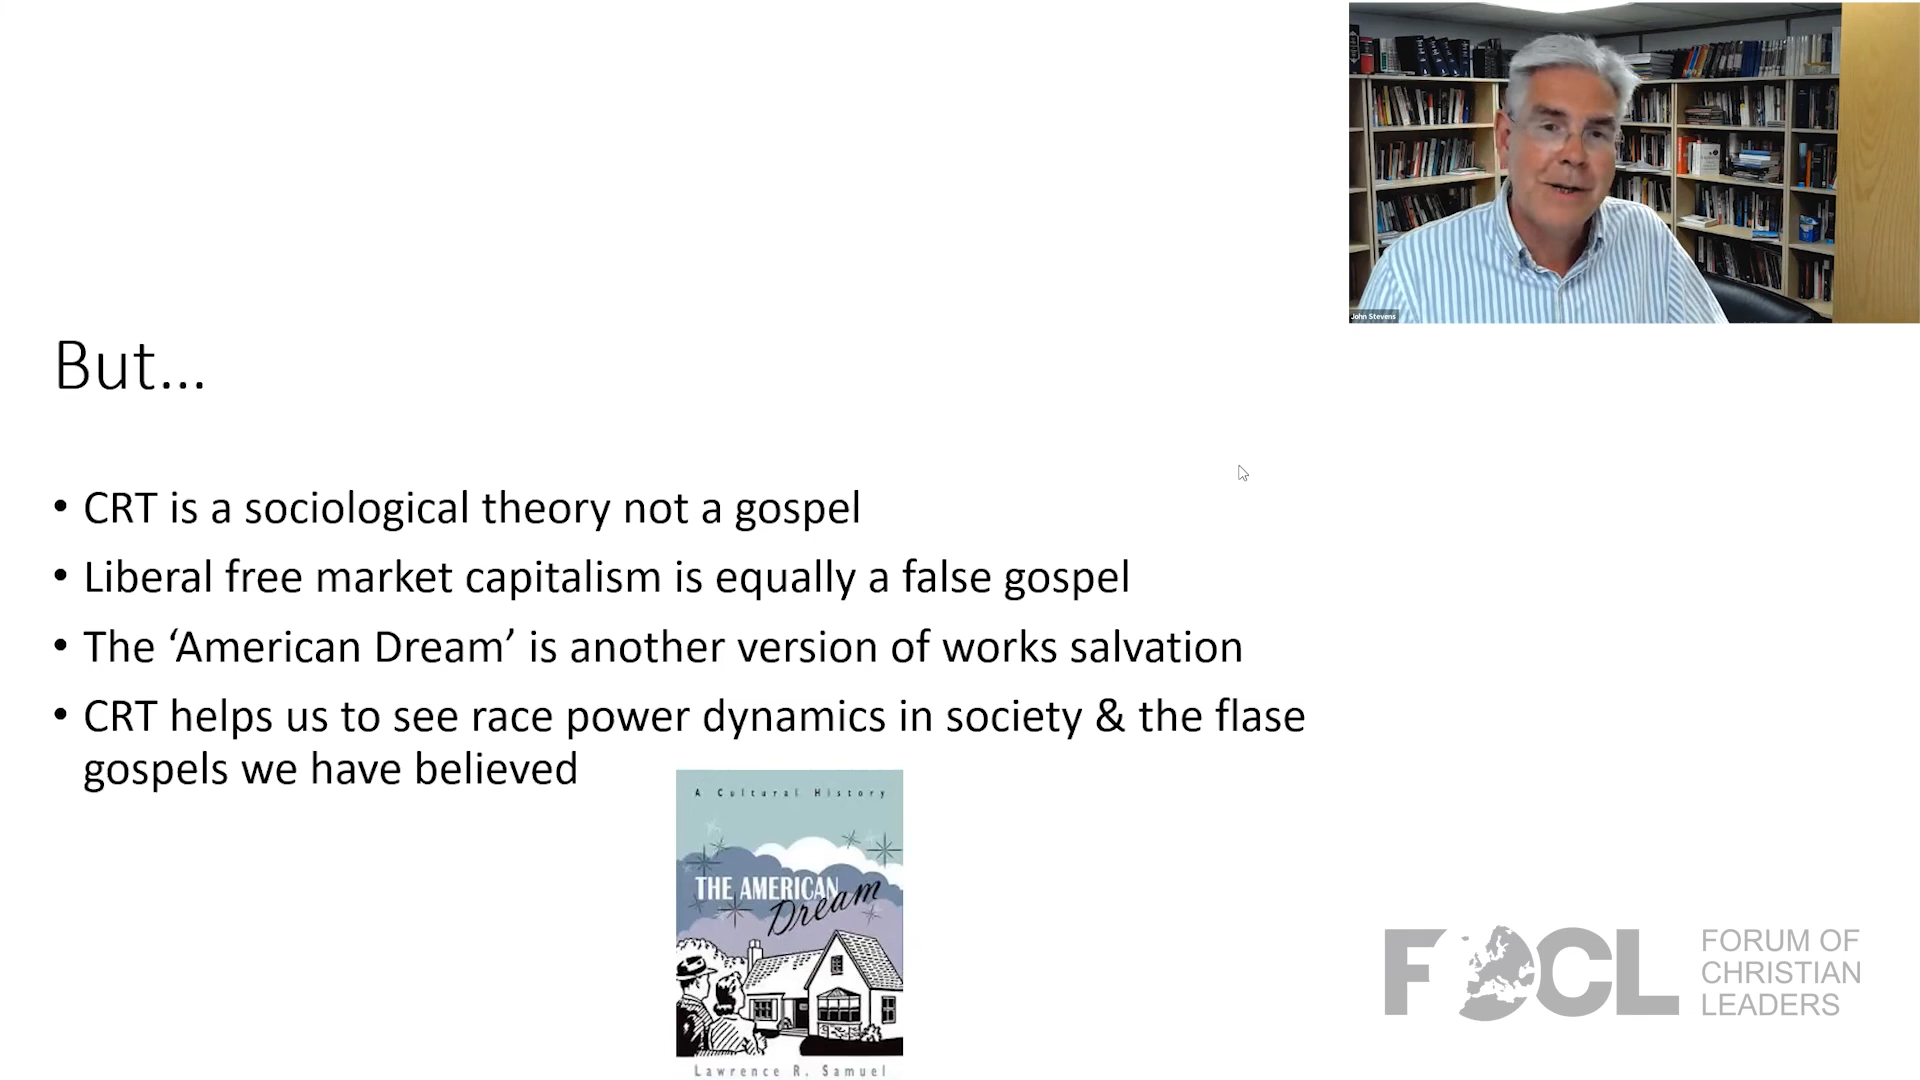 John Stevens
But...
• CRT is a sociological theory not a gospel
• Liberal free market capitalism is equally a false gospel
• The ‘American Dream’ is another version of works salvation
• CRT helps us to see race power dynamics in society & the flase
gospels we have believed
A Cultural History
THE AMERICAN
Dream
Lawrence R. Samuel
FOCL
FORUM OF
CHRISTIAN
LEADERS